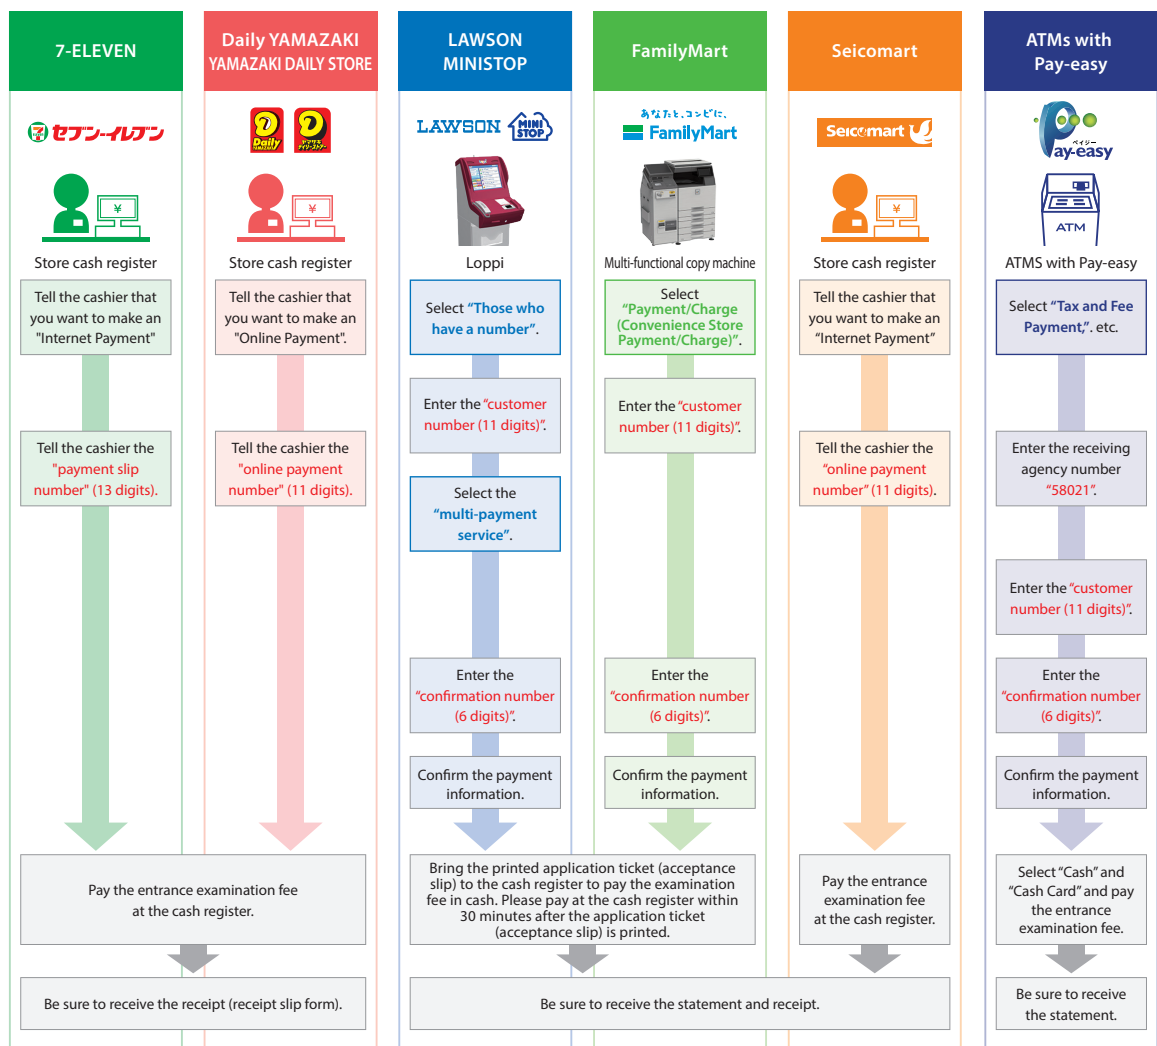 7-ELEVEN
Daily YAMAZAKI
YAMAZAKI DAILY STORE
LAWSON
MINISTOP
FamilyMart
Seicomart
ATMs with
Pay-easy
セブン-イレブン
Daily
YAMAZAKI
ヤマザキ
デイリーストアー
LAWSON
MINI
STOP
あなたと、コンビに、
FamilyMart
Seicomart
ペイジー
Pay-easy
¥
¥
¥
ATM
Store cash register
Store cash register
Loppi
Multi-functional copy machine
Store cash register
ATMS with Pay-easy
Tell the cashier that
you want to make an
"Internet Payment"
Tell the cashier the
"payment slip
number" (13 digits).
Tell the cashier that
you want to make an
"Online Payment".
Tell the cashier the
"online payment
number" (11 digits).
Select “Those who
have a number”.
Enter the “customer
number (11 digits)”.
Select the
“multi-payment
service”.
Enter the
“confirmation number
(6 digits)”.
Confirm the payment
information.
Select
“Payment/Charge
(Convenience Store
Payment/Charge)”.
Enter the “customer
number (11 digits)”.
Enter the
“confirmation number
(6 digits)”.
Confirm the payment
information.
Tell the cashier that
you want to make an
“Internet Payment”
Tell the cashier the
“online payment
number” (11 digits).
Select “Tax and Fee
Payment,”. etc.
Enter the receiving
agency number
“58021”.
Enter the “customer
number (11 digits)”.
Enter the
“confirmation number
(6 digits)”.
Confirm the payment
information.
Pay the entrance examination fee
at the cash register.
Bring the printed application ticket (acceptance
slip) to the cash register to pay the examination
fee in cash. Please pay at the cash register within
30 minutes after the application ticket
(acceptance slip) is printed.
Pay the entrance
examination fee
at the cash register.
Select “Cash” and
“Cash Card” and pay
the entrance
examination fee.
Be sure to receive the receipt (receipt slip form).
Be sure to receive the statement and receipt.
Be sure to receive
the statement.